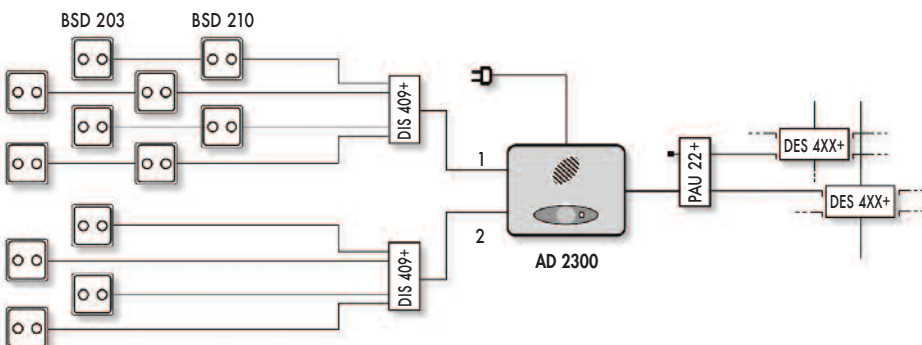 BSD 203
BSD 210
DIS 409+
1
PAU 22+
DES 4XX+
DES 4XX+
2
DIS 409+
AD 2300